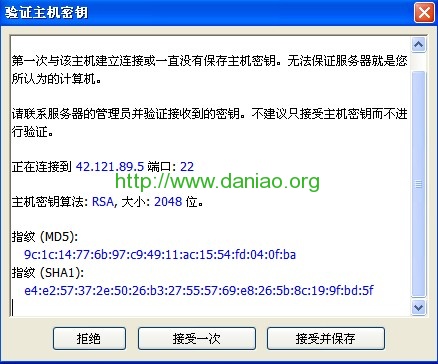 验证主机密钥
第一次与该主机建立连接或一直没有保存主机密钥。无法保证服务器就是您
所认为的计算机。
请联系服务器的管理员并验证接收到的密钥。不建议只接受主机密钥而不进
行验证。
正在连接到 42.121.89.5 端口: 22
http://www.daniao.org
主机密钥算法: RSA, 大小: 2048 位。
指纹 (MD5):
9c:1c:14:77:6b:97:c9:49:11:ac:15:54:fd:04:0f:ba
指纹 (SHA1):
e4:e2:57:37:2e:50:26:b3:27:55:57:69:e8:26:5b:8c:19:9f:bd:5f
拒绝 接受一次 接受并保存